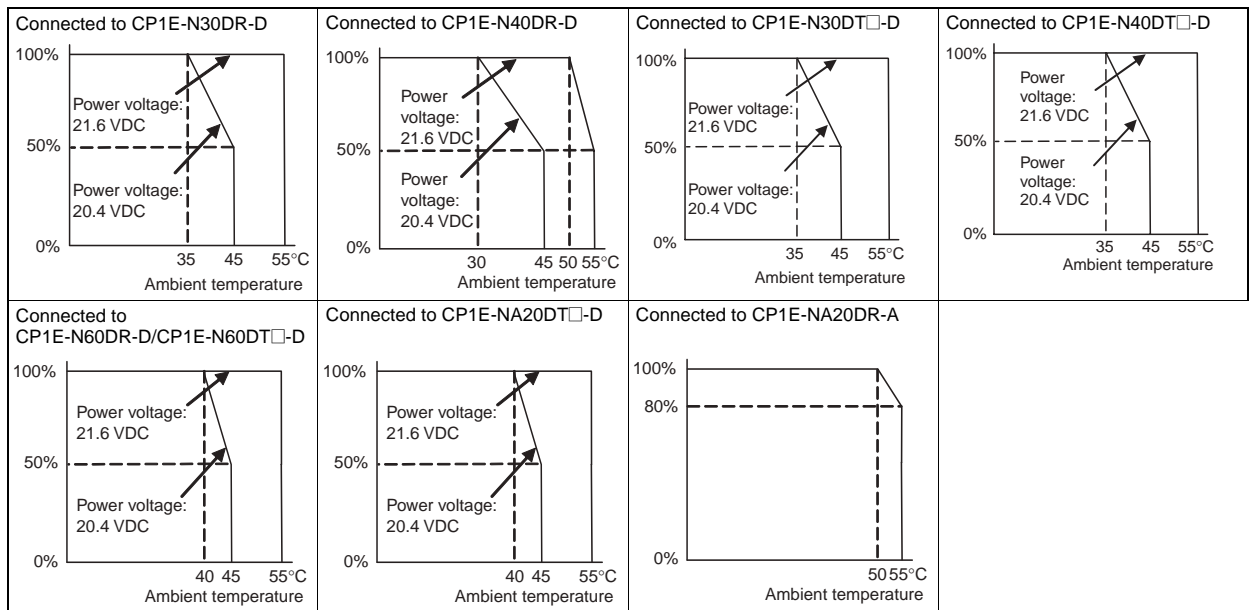 Connected to CP1E-N30DR-D
100%
Power voltage:
21.6 VDC
50%
Power voltage:
20.4 VDC
0%
35 45 55°C
Ambient temperature
Connected to CP1E-N40DR-D
100%
Power
voltage:
21.6 VDC
50%
Power
voltage:
20.4 VDC
0%
30 45 50 55°C
Ambient temperature
Connected to CP1E-N30DT□-D
100%
Power voltage:
21.6 VDC
50%
Power voltage:
20.4 VDC
0%
35 45 55°C
Ambient temperature
Connected to CP1E-N40DT□-D
100%
Power
voltage:
21.6 VDC
50%
Power
voltage:
20.4 VDC
0%
35 45 55°C
Ambient temperature
Connected to
CP1E-N60DR-D/CP1E-N60DT□-D
100%
Power voltage:
21.6 VDC
50%
Power voltage:
20.4 VDC
0%
40 45 55°C
Ambient temperature
Connected to CP1E-NA20DT□-D
100%
Power voltage:
21.6 VDC
50%
Power voltage:
20.4 VDC
0%
40 45 55°C
Ambient temperature
Connected to CP1E-NA20DR-A
100%
80%
0%
50 55°C
Ambient temperature